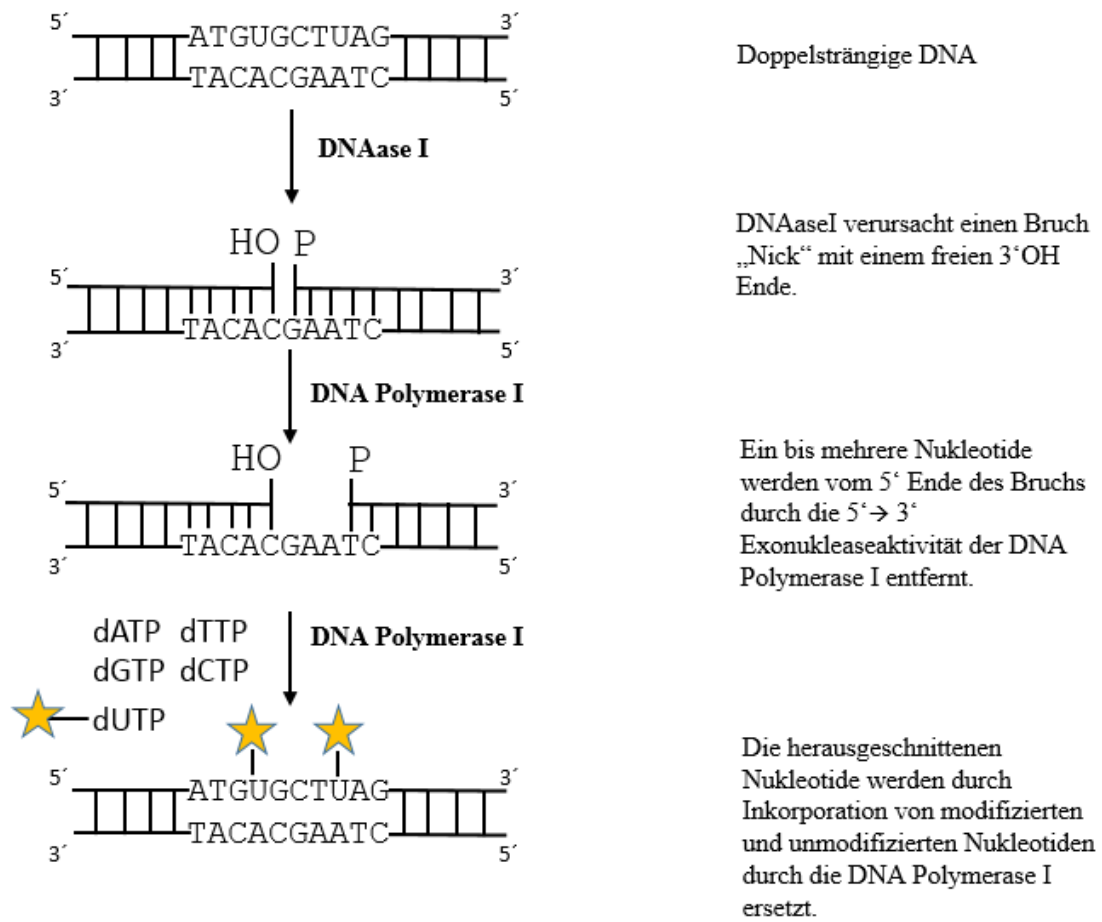 5´ ATGUGCTUAG 3´
TACACGAATC
3´ 5´
Doppelsträngige DNA
DNAase I
HO P
5´ 3´
TACACGAATC
3´ 5´
DNAaseI verursacht einen Bruch
„Nick“ mit einem freien 3‘OH
Ende.
DNA Polymerase I
HO P
5´ 3´
TACACGAATC
3´ 5´
Ein bis mehrere Nukleotide
werden vom 5‘ Ende des Bruchs
durch die 5‘→ 3‘
Exonukleaseaktivität der DNA
Polymerase I entfernt.
dATP dTTP
dGTP dCTP
dUTP
DNA Polymerase I
5´ 3´
ATGUGCTUAG
TACACGAATC
3´ 5´
Die herausgeschnittenen
Nukleotide werden durch
Inkorporation von modifizierten
und unmodifizierten Nukleotiden
durch die DNA Polymerase I
ersetzt.